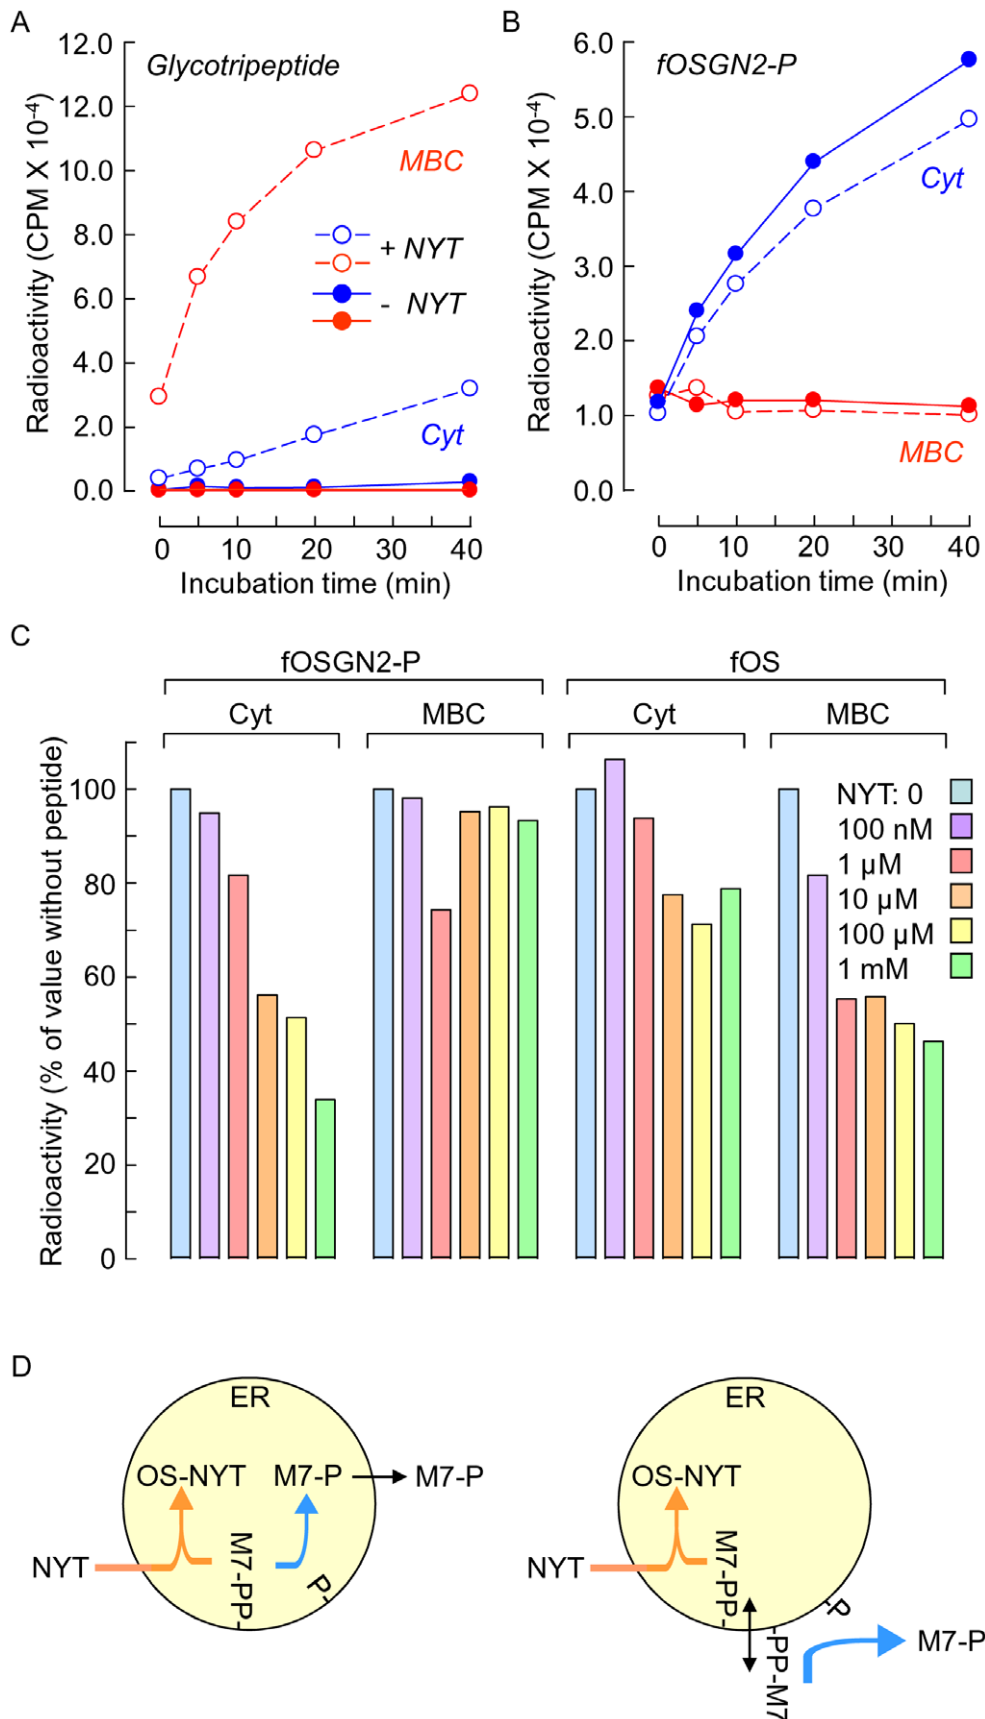 A
Glycotripeptide
Radioactivity (CPM X 10-4)
12.0
12.0
10.0
8.0
6.0
4.0
2.0
0.0
MBC
+ NYT
- NYT
Cyt
0 10 20 30 40
Incubation time (min)
B
fOSGN2-P
Radioactivity (CPM X 10-4)
6.0
5.0
4.0
3.0
2.0
1.0
0.0
Cyt
MBC
0 10 20 30 40
Incubation time (min)
C
fOSGN2-P fOS
Cyt MBC Cyt MBC
Radioactivity (% of value without peptide)
100
80
60
40
20
0
NYT: 0
100 nM
1 µM
10 µM
100 µM
1 mM
D
ER
OS-NYT M7-P M7-P
NYT
M7-PP-
P-
ER
OS-NYT
NYT
M7-PP-
-P
-PP-M7
M7-P